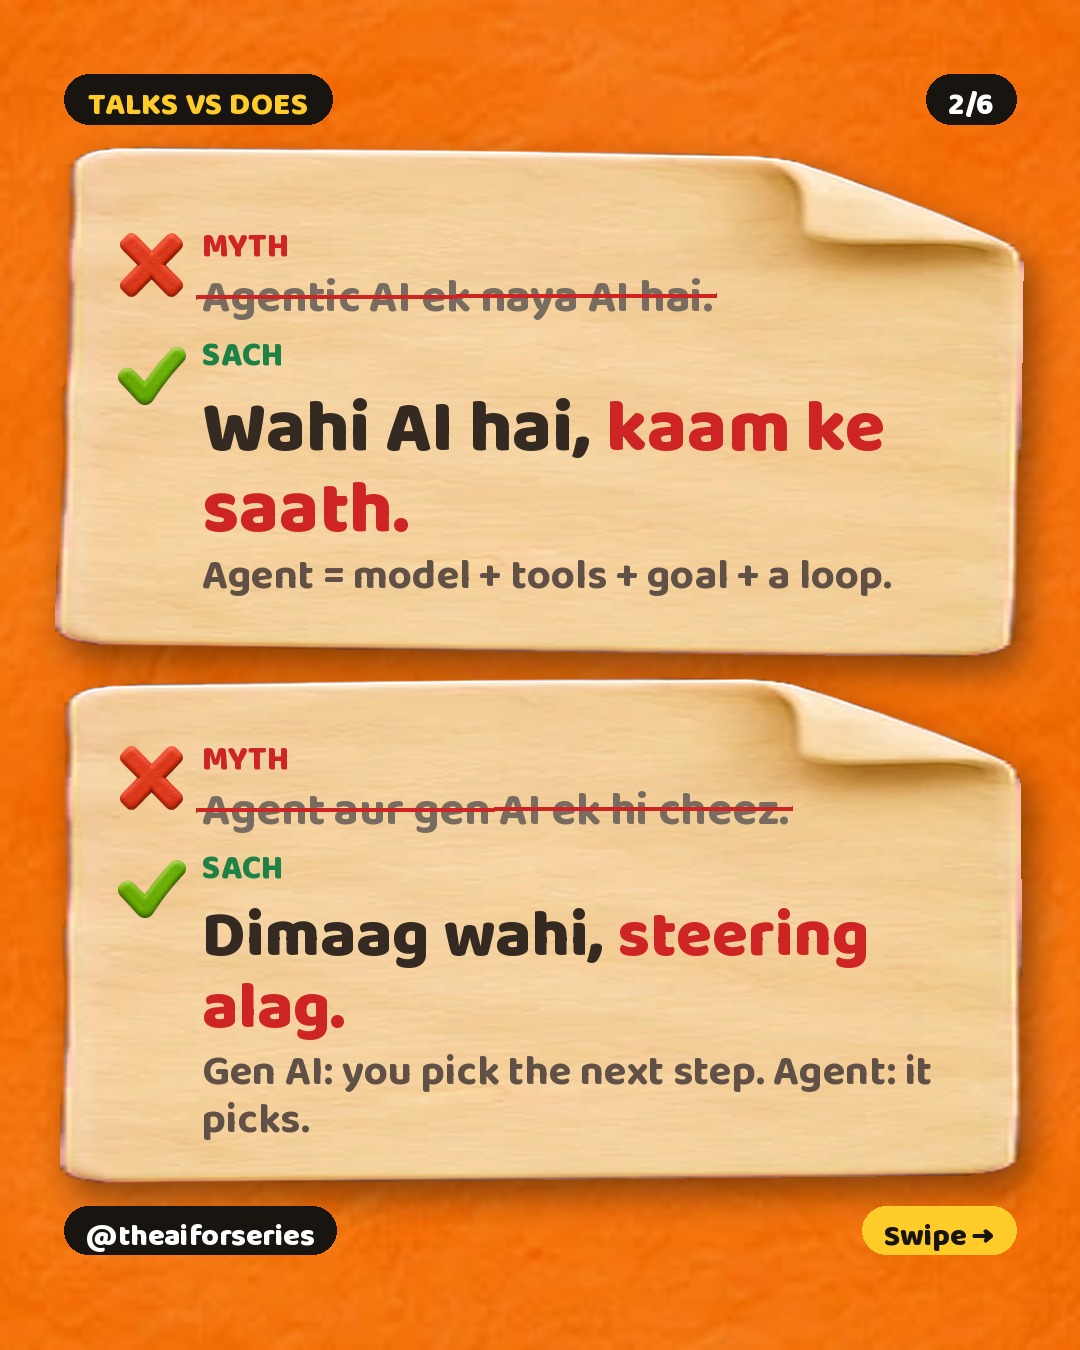 TALKS VS DOES
2/6
MYTH
Agentic AI ek naya AI hai.
SACH
Wahi AI hai, kaam ke
saath.
Agent = model + tools + goal + a loop.
MYTH
Agent aur gen AI ek hi cheez.
SACH
Dimaag wahi, steering
alag.
Gen AI: you pick the next step. Agent: it
picks.
@theaiforseries
Swipe →